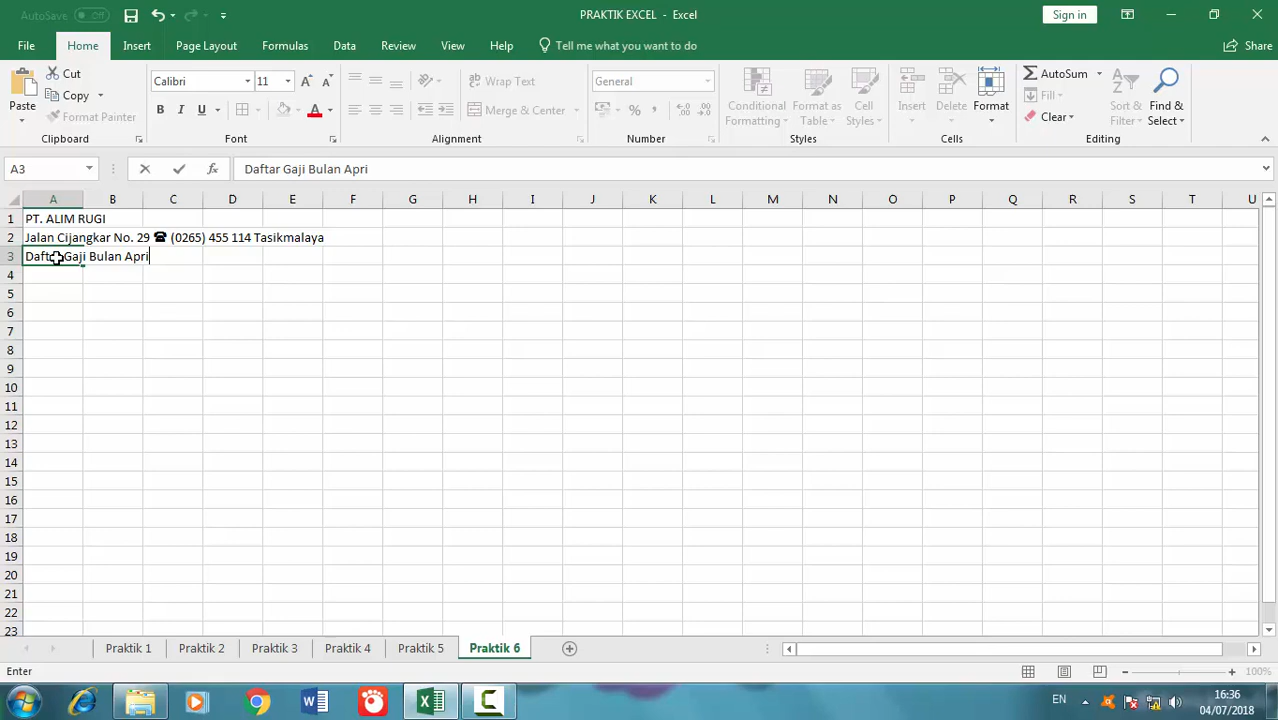 AutoSave Off
PRAKTIK EXCEL - Excel
Sign in
File Home Insert Page Layout Formulas Data Review View Help Tell me what you want to do Share
Paste
Cut
Copy
Format Painter
Clipboard
Calibri 11
B I U A
Font
Wrap Text
Merge & Center
Alignment
General
%
Number
Conditional Formatting
Format as Table
Cell Styles
Styles
Insert Delete Format
Cells
AutoSum
Fill
Clear
Sort & Filter
Find & Select
Editing
A3 fx Daftar Gaji Bulan Apri
A B C D E F G H I J K L M N O P Q R S T U
1 PT. ALIM RUGI
2 Jalan Cijangkar No. 29 ☎ (0265) 455 114 Tasikmalaya
3 Daftar Gaji Bulan Apri
4
5
6
7
8
9
10
11
12
13
14
15
16
17
18
19
20
21
22
23
Praktik 1 Praktik 2 Praktik 3 Praktik 4 Praktik 5 Praktik 6
Enter
100%
EN
16:36
04/07/2018